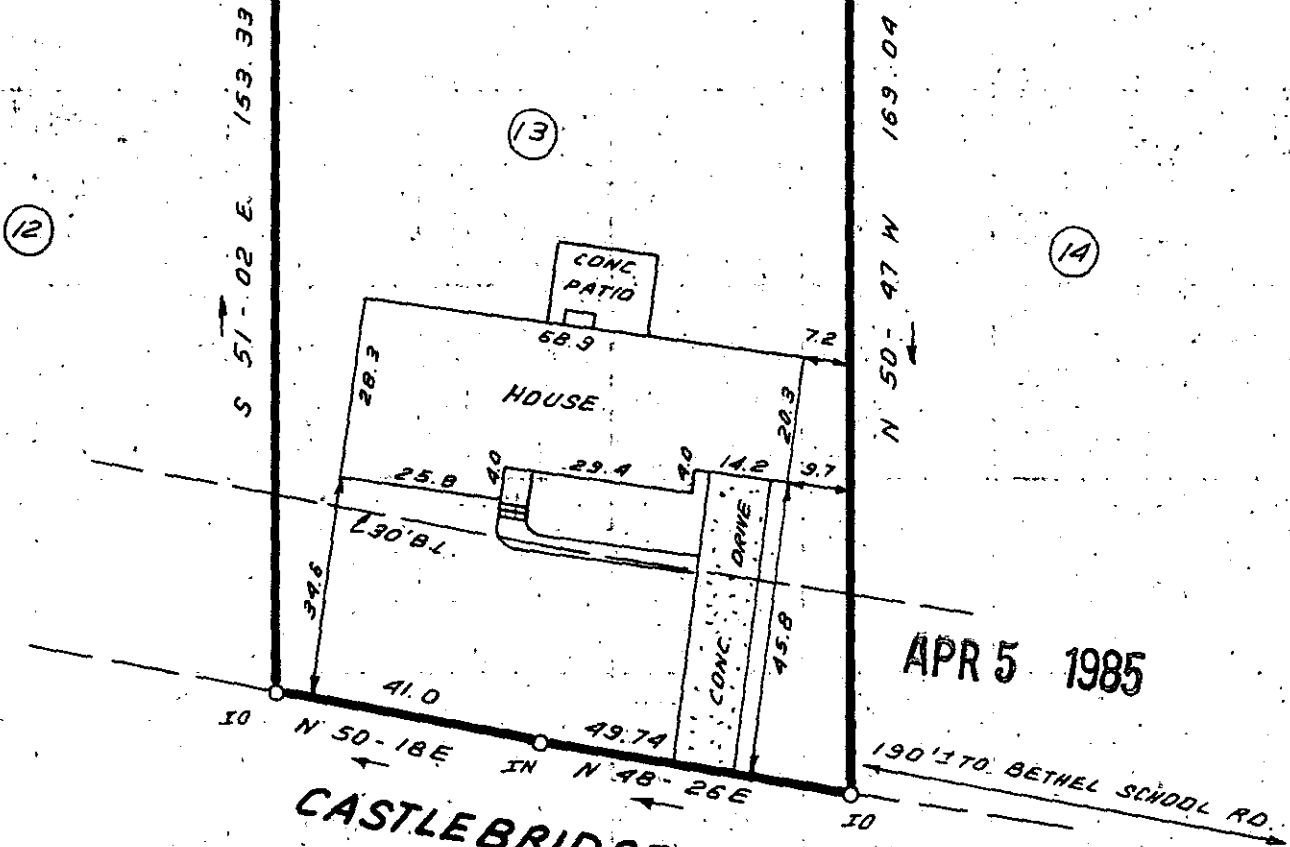 S 51-02 E 153.33
N 50-47 W 169.04
13
12
14
CONC.
PATIO
68.9
7.2
28.3
HOUSE
20.3
25.8
4.0
29.4
4.0
14.2
9.7
30' B.L.
DRIVE
34.6
CONC.
45.8
APR 5 1985
41.0
49.74
IO
N 50-18 E
IN
N 48-26 E
IO
190'± TO BETHEL SCHOOL RD.